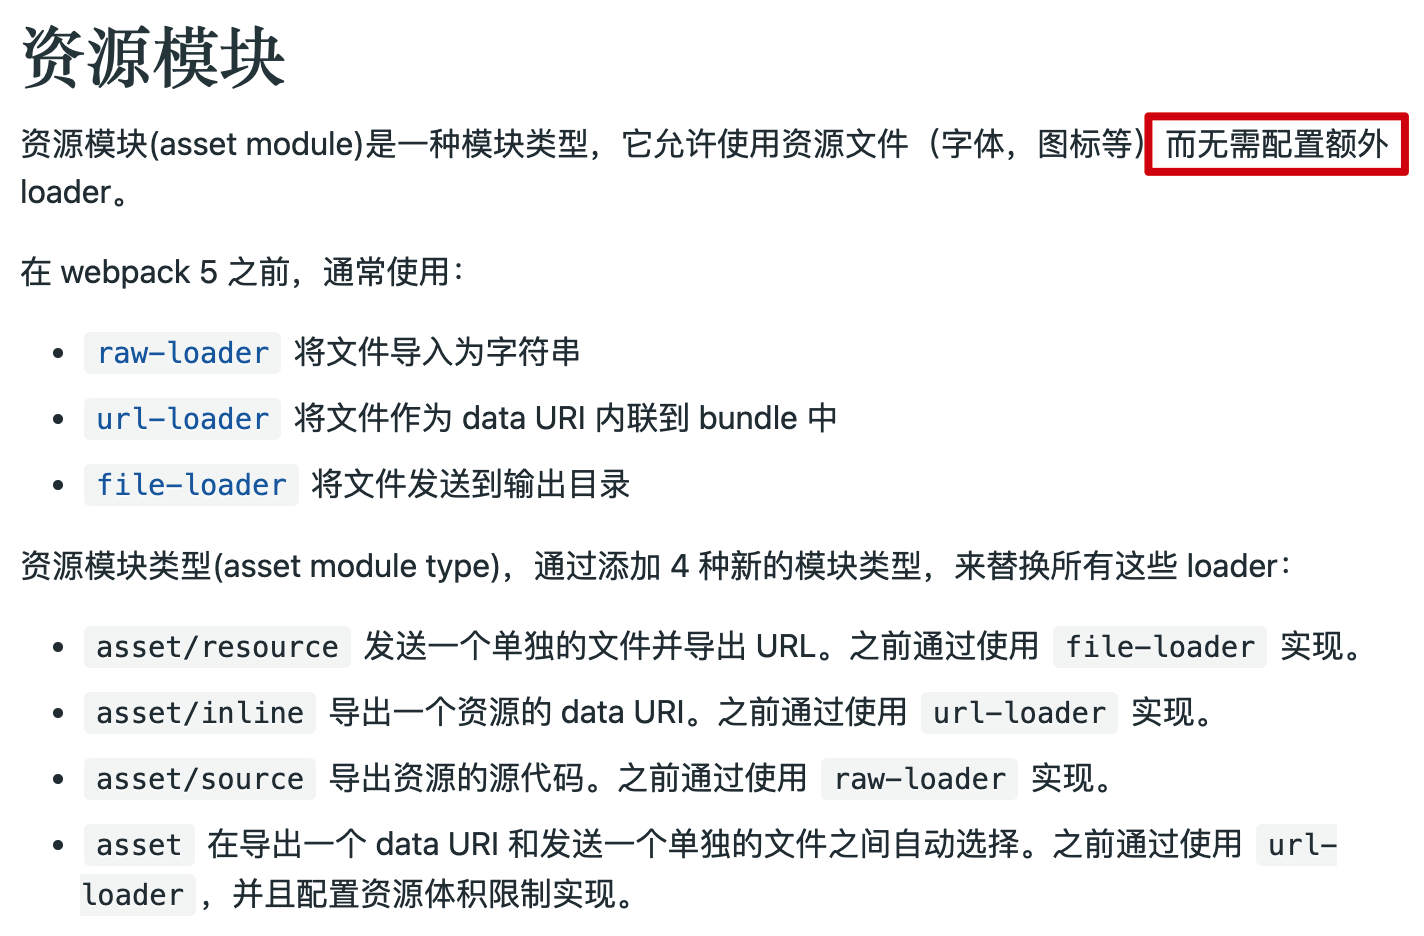 资源模块
资源模块(asset module)是一种模块类型，它允许使用资源文件（字体，图标等）而无需配置额外
loader。
在 webpack 5 之前，通常使用：
• raw-loader 将文件导入为字符串
• url-loader 将文件作为 data URI 内联到 bundle 中
• file-loader 将文件发送到输出目录
资源模块类型(asset module type)，通过添加 4 种新的模块类型，来替换所有这些 loader：
• asset/resource 发送一个单独的文件并导出 URL。之前通过使用 file-loader 实现。
• asset/inline 导出一个资源的 data URI。之前通过使用 url-loader 实现。
• asset/source 导出资源的源代码。之前通过使用 raw-loader 实现。
• asset 在导出一个 data URI 和发送一个单独的文件之间自动选择。之前通过使用 url-
loader，并且配置资源体积限制实现。